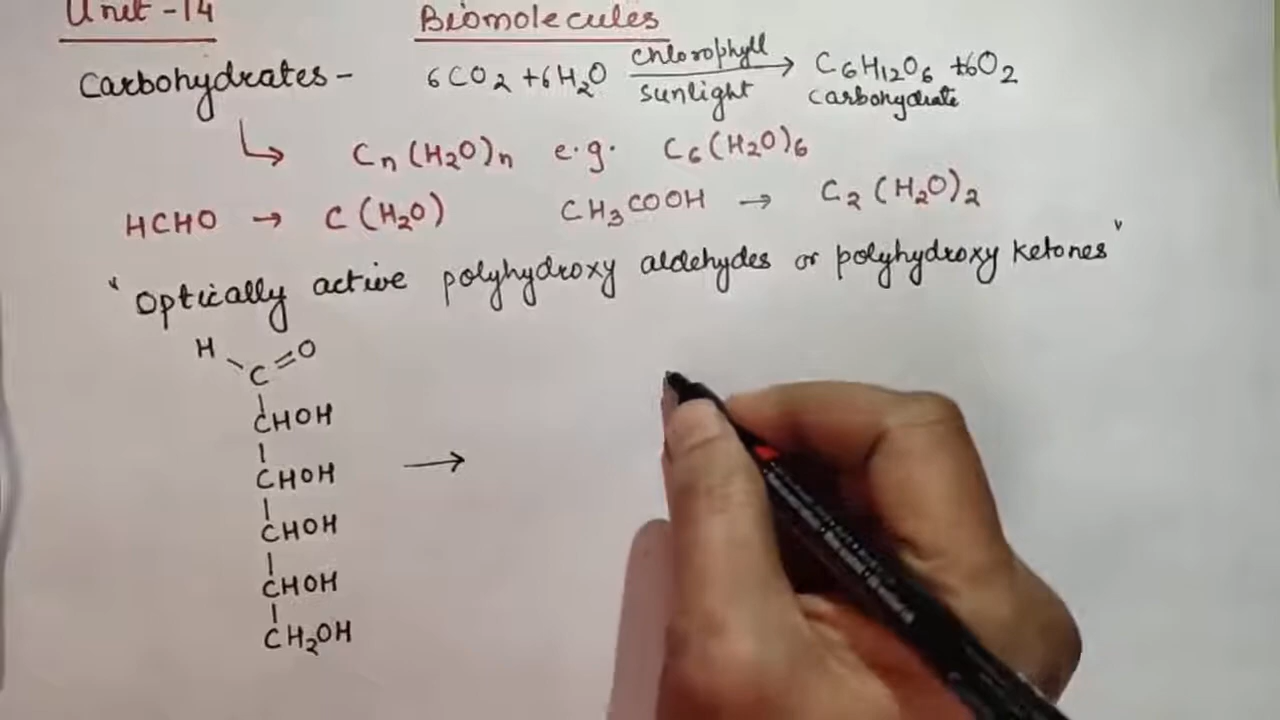 Unit-14 Biomolecules
Carbohydrates - 6CO2 + 6H2O chlorophyll sunlight → C6H12O6 + 6O2
carbohydrate
↳ Cn(H2O)n e.g. C6(H2O)6
HCHO → C(H2O) CH3COOH → C2(H2O)2
"Optically active polyhydroxy aldehydes or polyhydroxy ketones"
H O
C
CHOH
CHOH →
CHOH
CHOH
CH2OH